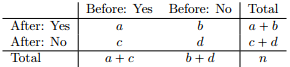 Before: Yes Before: No Total
After: Yes a b a + b
After: No c d c + d
Total a + c b + d n